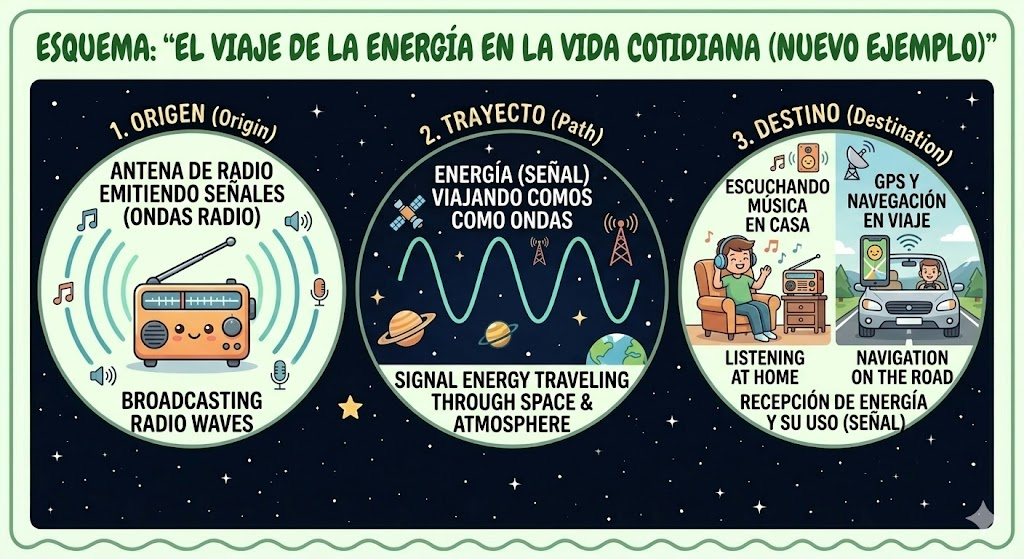 ESQUEMA: “EL VIAJE DE LA ENERGÍA EN LA VIDA COTIDIANA (NUEVO EJEMPLO)”
1. ORIGEN (Origin)
ANTENA DE RADIO
EMITIENDO SEÑALES
(ONDAS RADIO)
BROADCASTING
RADIO WAVES
2. TRAYECTO (Path)
ENERGÍA (SEÑAL)
VIAJANDO COMOS
COMO ONDAS
SIGNAL ENERGY TRAVELING
THROUGH SPACE &
ATMOSPHERE
3. DESTINO (Destination)
ESCUCHANDO
MÚSICA
EN CASA
LISTENING
AT HOME
GPS Y
NAVEGACIÓN
EN VIAJE
NAVIGATION
ON THE ROAD
RECEPCIÓN DE ENERGÍA
Y SU USO (SEÑAL)